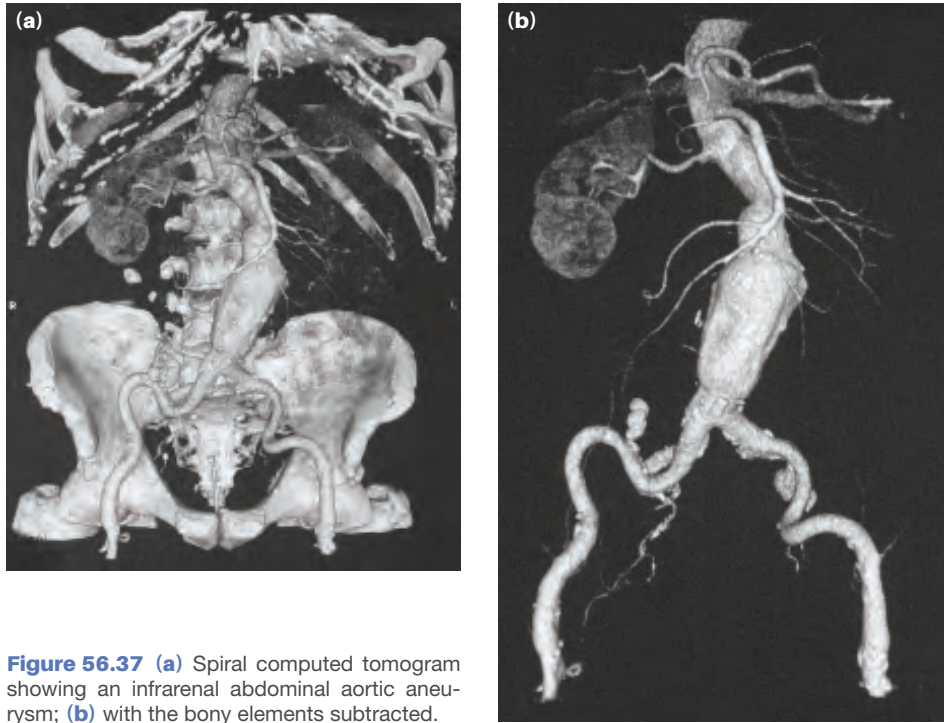 (a)
(b)
Figure 56.37 (a) Spiral computed tomogram
showing an infrarenal abdominal aortic aneu-
rysm; (b) with the bony elements subtracted.